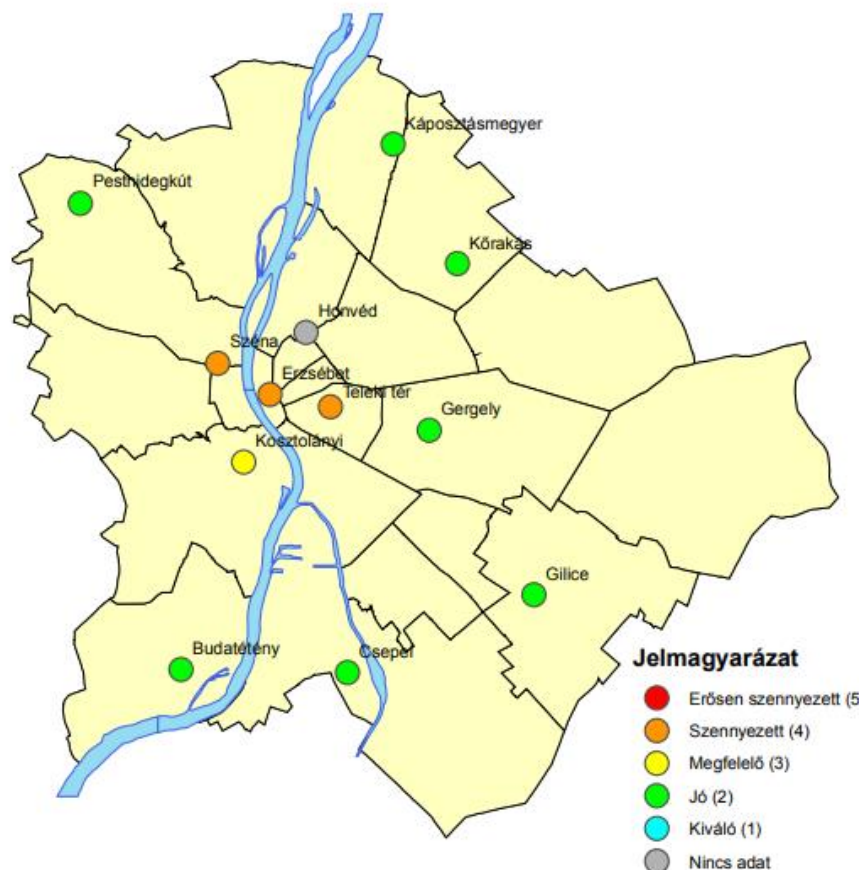 Káposztásmegyer
Pesthidegkút
Kőrakás
Honvéd
Széna
Erzsébet
Teleki tér
Gergely
Kosztolányi
Gilice
Budatétény
Csepel
Jelmagyarázat
Erősen szennyezett (5
Szennyezett (4)
Megfelelő (3)
Jó (2)
Kiváló (1)
Nincs adat